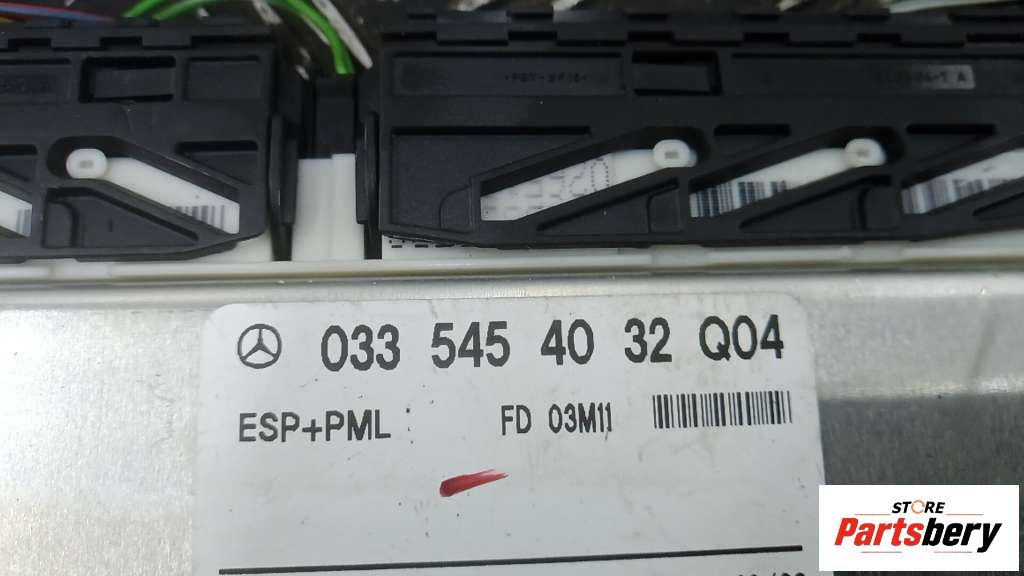 033 545 40 32 Q04
ESP+PML FD 03M11
STORE
Partsbery